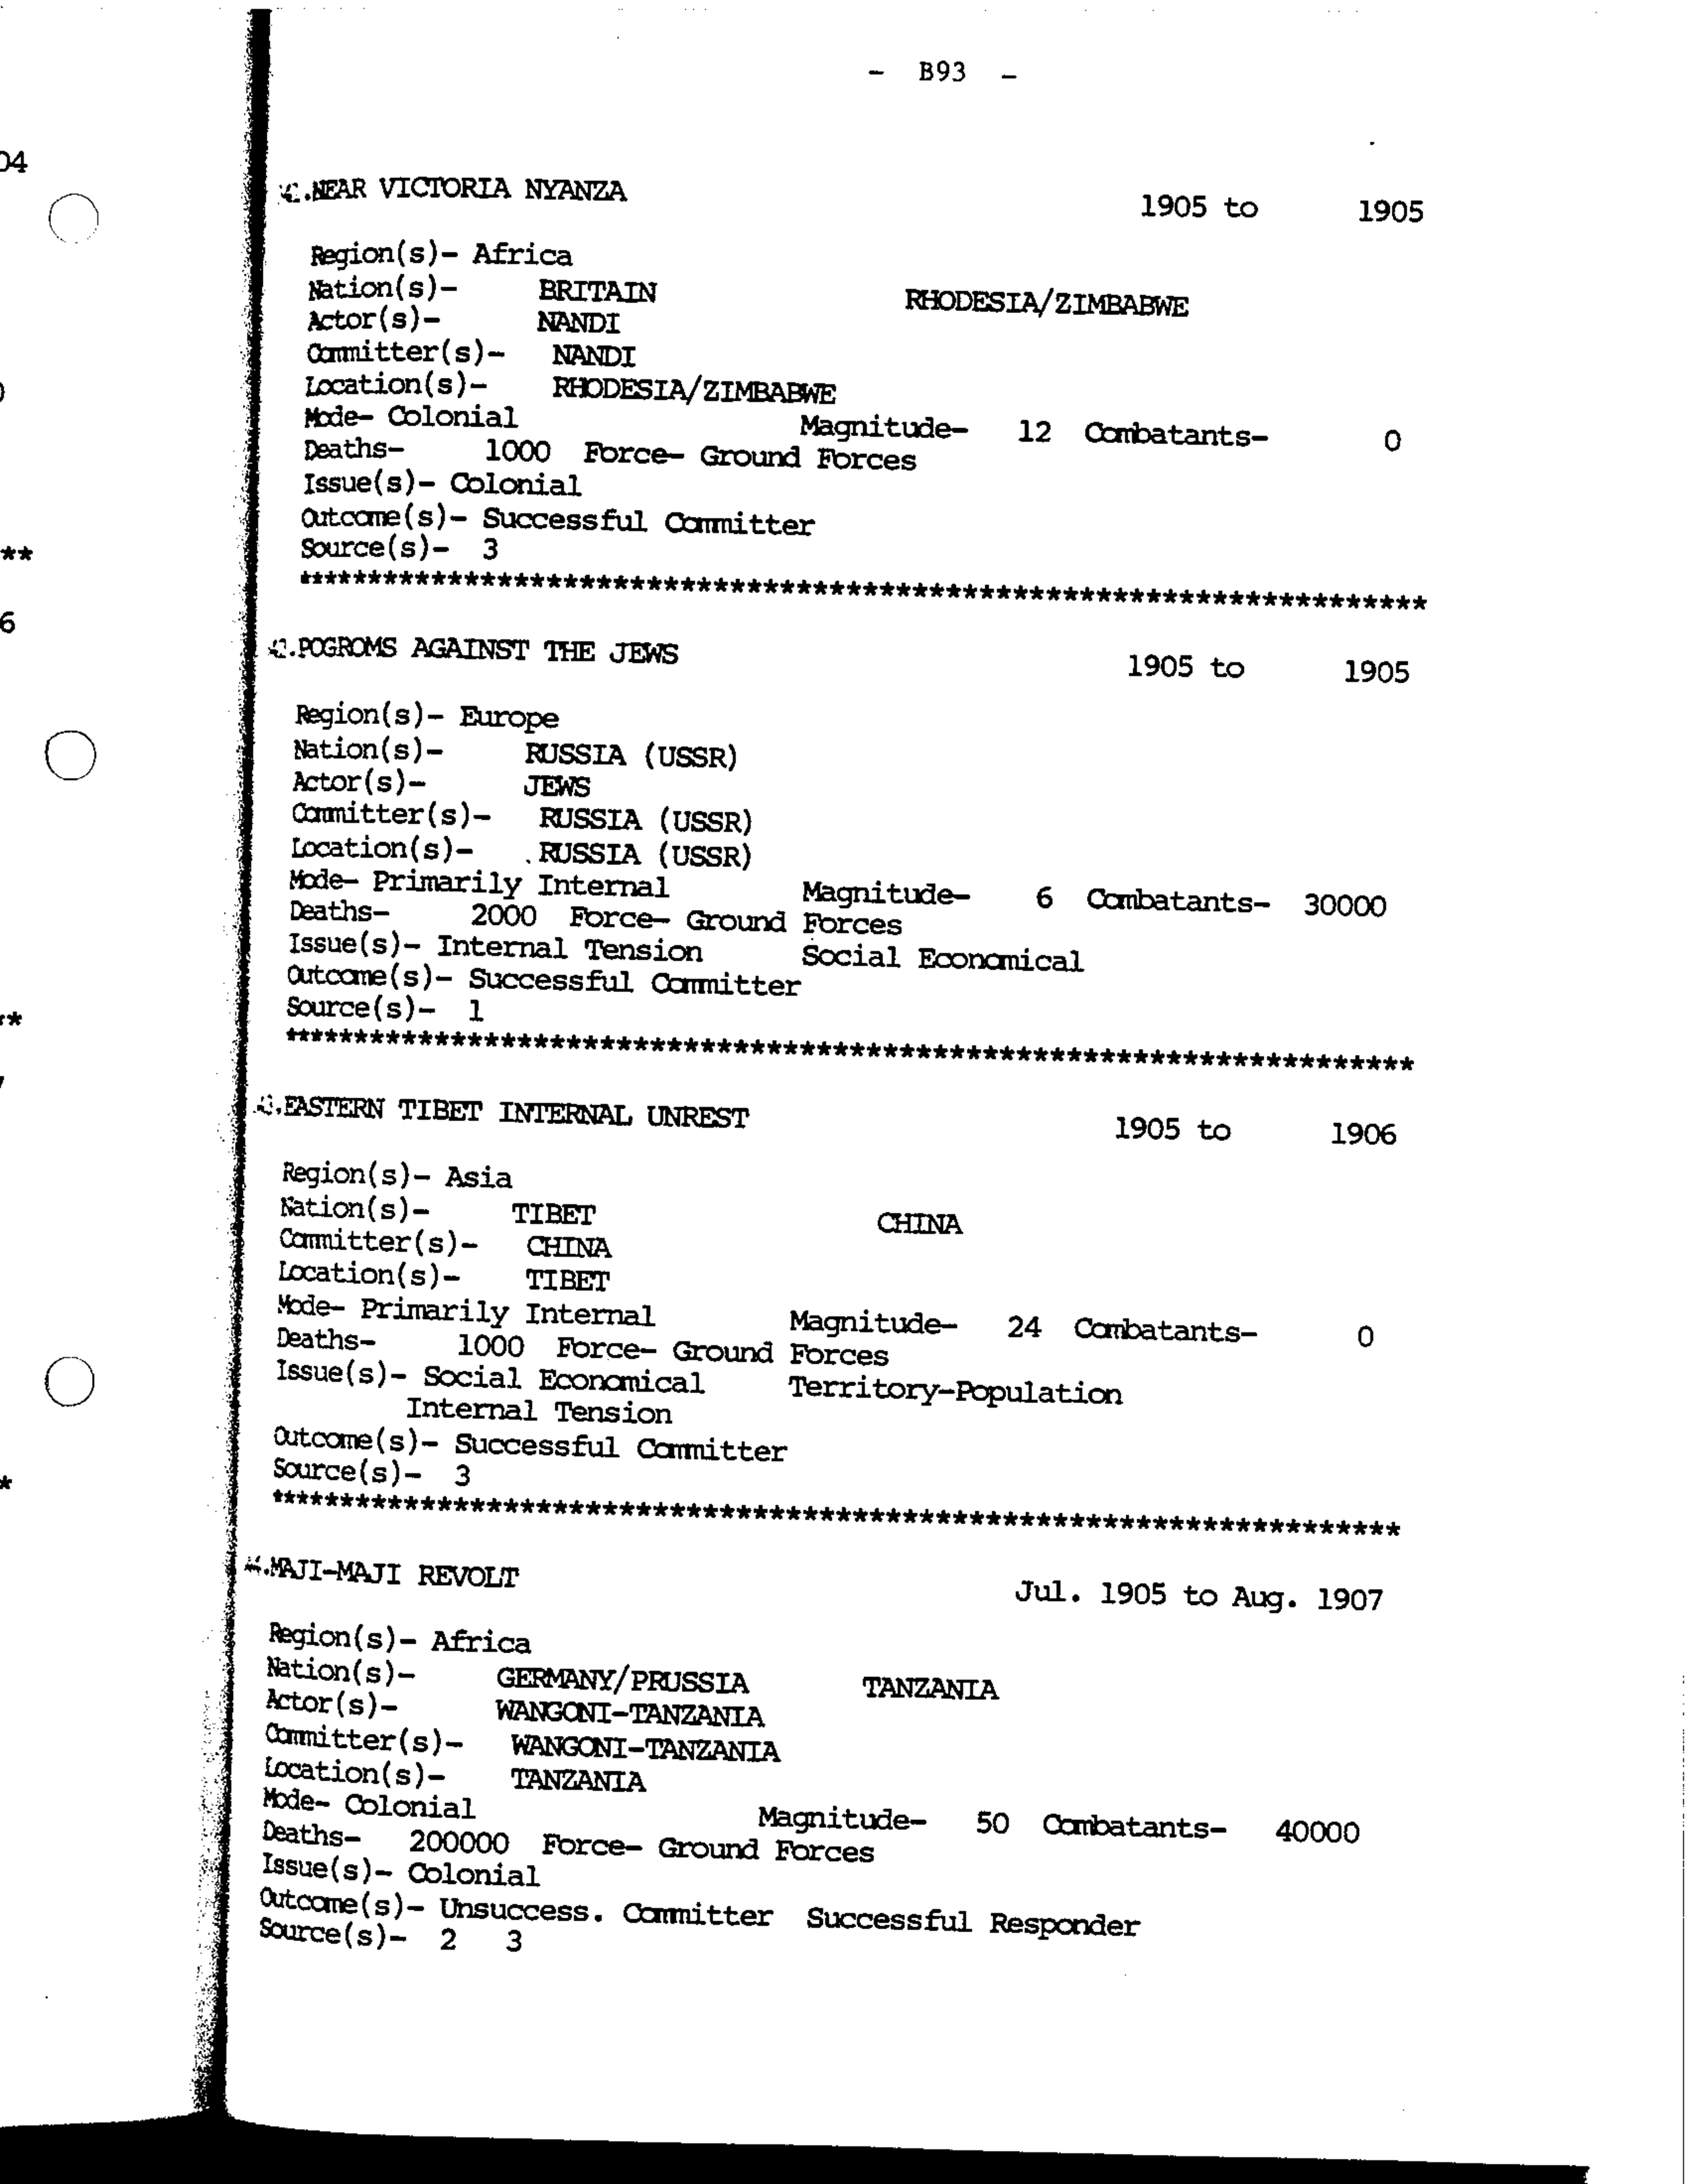 - B93 -
04
NEAR VICTORIA NYANZA 1905 to 1905
Region(s)- Africa
Nation(s)- BRITAIN RHODESIA/ZIMBABWE
Actor(s)- NANDI
Committer(s)- NANDI
Location(s)- RHODESIA/ZIMBABWE
Mode- Colonial Magnitude- 12 Combatants- 0
Deaths- 1000 Force- Ground Forces
Issue(s)- Colonial
Outcome(s)- Successful Committer
Source(s)- 3
**
*********************************************************************
6
POGROMS AGAINST THE JEWS 1905 to 1905
Region(s)- Europe
Nation(s)- RUSSIA (USSR)
Actor(s)- JEWS
Committer(s)- RUSSIA (USSR)
Location(s)- RUSSIA (USSR)
Mode- Primarily Internal Magnitude- 6 Combatants- 30000
Deaths- 2000 Force- Ground Forces
Issue(s)- Internal Tension Social Economical
Outcome(s)- Successful Committer
Source(s)- 1
*********************************************************************
EASTERN TIBET INTERNAL UNREST 1905 to 1906
Region(s)- Asia
Nation(s)- TIBET CHINA
Committer(s)- CHINA
Location(s)- TIBET
Mode- Primarily Internal Magnitude- 24 Combatants- 0
Deaths- 1000 Force- Ground Forces
Issue(s)- Social Economical Territory-Population
Internal Tension
Outcome(s)- Successful Committer
Source(s)- 3
*********************************************************************
MAJI-MAJI REVOLT Jul. 1905 to Aug. 1907
Region(s)- Africa
Nation(s)- GERMANY/PRUSSIA TANZANIA
Actor(s)- WANGONI-TANZANIA
Committer(s)- WANGONI-TANZANIA
Location(s)- TANZANIA
Mode- Colonial Magnitude- 50 Combatants- 40000
Deaths- 200000 Force- Ground Forces
Issue(s)- Colonial
Outcome(s)- Unsuccess. Committer Successful Responder
Source(s)- 2 3